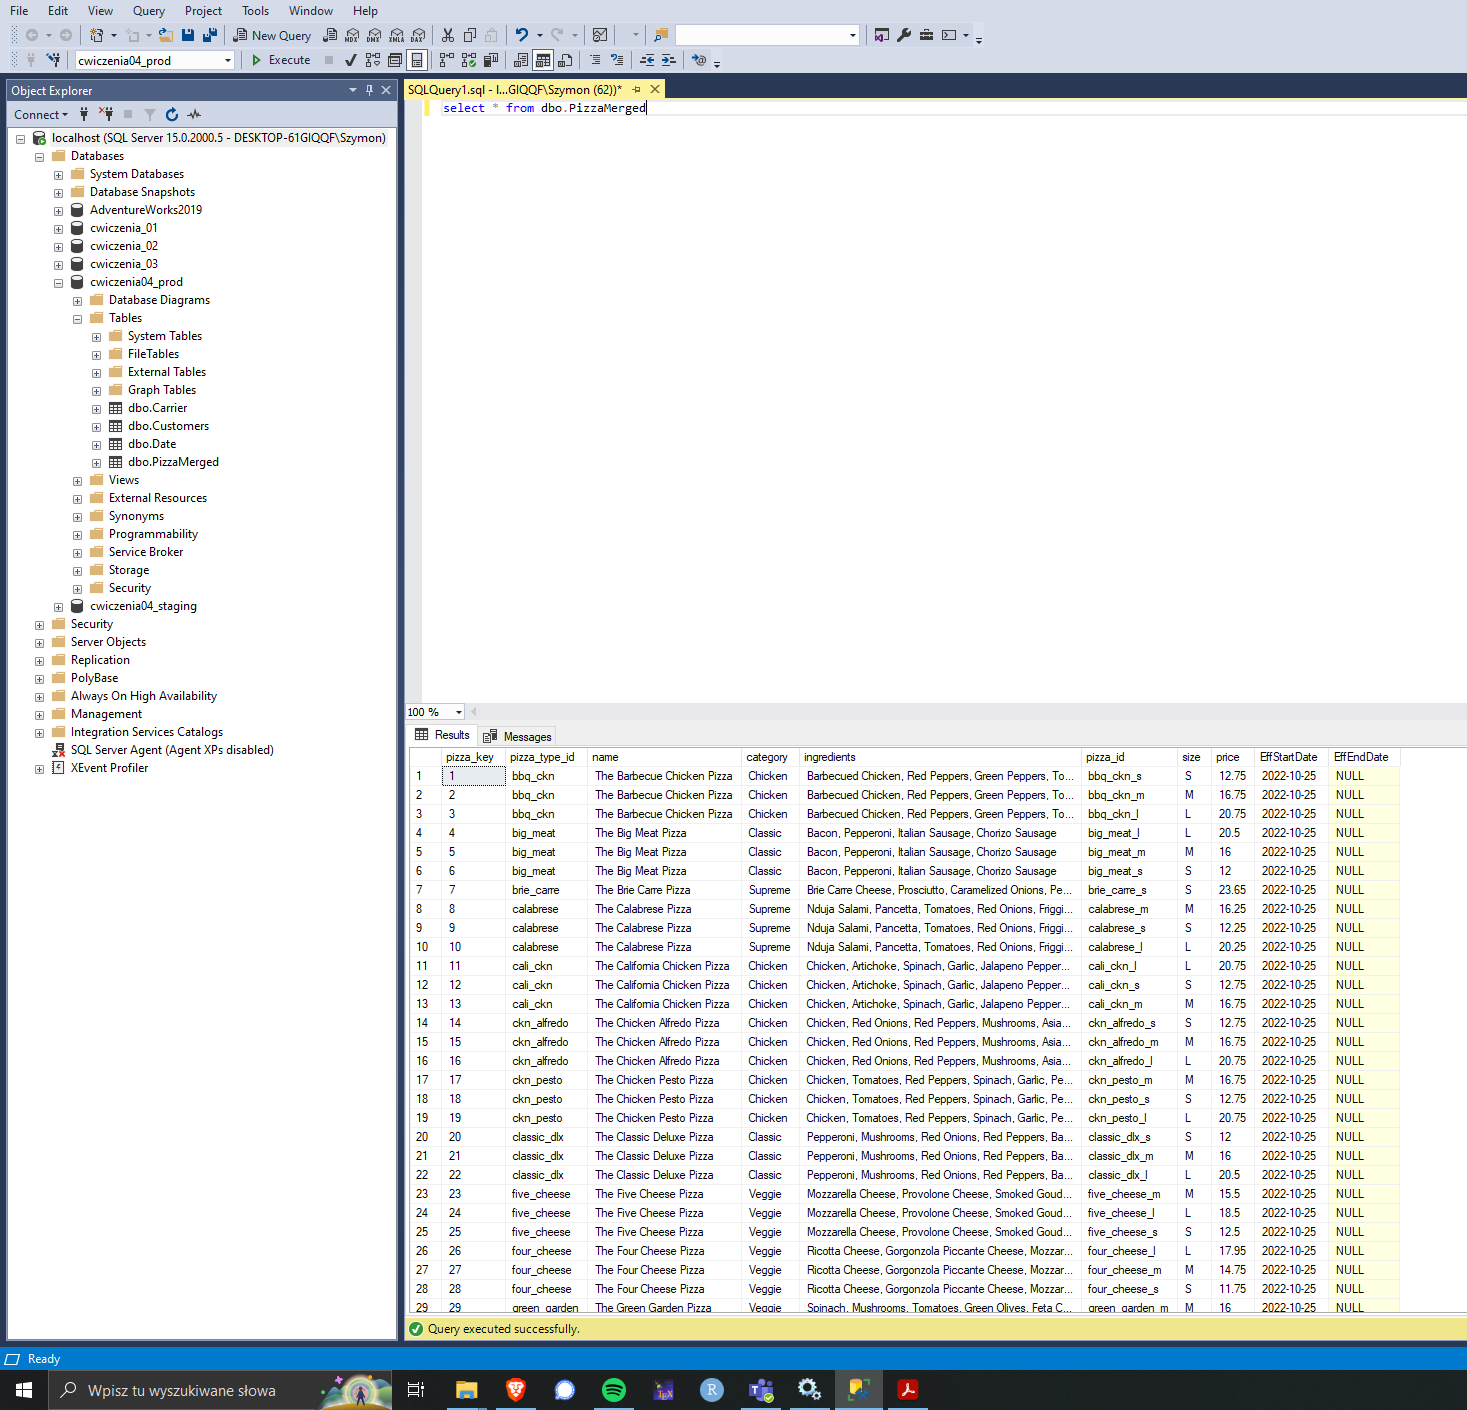 File Edit View Query Project Tools Window Help
New Query MDX DMX XMLA DAX
cwiczenia04_prod Execute
Object Explorer
SQLQuery1.sql - l...GIQQF\Szymon (62))*
Connect
select * from dbo.PizzaMerged
localhost (SQL Server 15.0.2000.5 - DESKTOP-61GIQQF\Szymon)
Databases
System Databases
Database Snapshots
AdventureWorks2019
cwiczenia_01
cwiczenia_02
cwiczenia_03
cwiczenia04_prod
Database Diagrams
Tables
System Tables
FileTables
External Tables
Graph Tables
dbo.Carrier
dbo.Customers
dbo.Date
dbo.PizzaMerged
Views
External Resources
Synonyms
Programmability
Service Broker
Storage
Security
cwiczenia04_staging
Security
Server Objects
Replication
PolyBase
Always On High Availability
Management
Integration Services Catalogs
SQL Server Agent (Agent XPs disabled)
XEvent Profiler
100 %
Results Messages
pizza_key pizza_type_id name category ingredients pizza_id size price EffStartDate EffEndDate
1 1 bbq_ckn The Barbecue Chicken Pizza Chicken Barbecued Chicken, Red Peppers, Green Peppers, To... bbq_ckn_s S 12.75 2022-10-25 NULL
2 2 bbq_ckn The Barbecue Chicken Pizza Chicken Barbecued Chicken, Red Peppers, Green Peppers, To... bbq_ckn_m M 16.75 2022-10-25 NULL
3 3 bbq_ckn The Barbecue Chicken Pizza Chicken Barbecued Chicken, Red Peppers, Green Peppers, To... bbq_ckn_l L 20.75 2022-10-25 NULL
4 4 big_meat The Big Meat Pizza Classic Bacon, Pepperoni, Italian Sausage, Chorizo Sausage big_meat_l L 20.5 2022-10-25 NULL
5 5 big_meat The Big Meat Pizza Classic Bacon, Pepperoni, Italian Sausage, Chorizo Sausage big_meat_m M 16 2022-10-25 NULL
6 6 big_meat The Big Meat Pizza Classic Bacon, Pepperoni, Italian Sausage, Chorizo Sausage big_meat_s S 12 2022-10-25 NULL
7 7 brie_carre The Brie Carre Pizza Supreme Brie Carre Cheese, Prosciutto, Caramelized Onions, Pe... brie_carre_s S 23.65 2022-10-25 NULL
8 8 calabrese The Calabrese Pizza Supreme Nduja Salami, Pancetta, Tomatoes, Red Onions, Friggi... calabrese_m M 16.25 2022-10-25 NULL
9 9 calabrese The Calabrese Pizza Supreme Nduja Salami, Pancetta, Tomatoes, Red Onions, Friggi... calabrese_s S 12.25 2022-10-25 NULL
10 10 calabrese The Calabrese Pizza Supreme Nduja Salami, Pancetta, Tomatoes, Red Onions, Friggi... calabrese_l L 20.25 2022-10-25 NULL
11 11 cali_ckn The California Chicken Pizza Chicken Chicken, Artichoke, Spinach, Garlic, Jalapeno Pepper... cali_ckn_l L 20.75 2022-10-25 NULL
12 12 cali_ckn The California Chicken Pizza Chicken Chicken, Artichoke, Spinach, Garlic, Jalapeno Pepper... cali_ckn_s S 12.75 2022-10-25 NULL
13 13 cali_ckn The California Chicken Pizza Chicken Chicken, Artichoke, Spinach, Garlic, Jalapeno Pepper... cali_ckn_m M 16.75 2022-10-25 NULL
14 14 ckn_alfredo The Chicken Alfredo Pizza Chicken Chicken, Red Onions, Red Peppers, Mushrooms, Asia... ckn_alfredo_s S 12.75 2022-10-25 NULL
15 15 ckn_alfredo The Chicken Alfredo Pizza Chicken Chicken, Red Onions, Red Peppers, Mushrooms, Asia... ckn_alfredo_m M 16.75 2022-10-25 NULL
16 16 ckn_alfredo The Chicken Alfredo Pizza Chicken Chicken, Red Onions, Red Peppers, Mushrooms, Asia... ckn_alfredo_l L 20.75 2022-10-25 NULL
17 17 ckn_pesto The Chicken Pesto Pizza Chicken Chicken, Tomatoes, Red Peppers, Spinach, Garlic, Pe... ckn_pesto_m M 16.75 2022-10-25 NULL
18 18 ckn_pesto The Chicken Pesto Pizza Chicken Chicken, Tomatoes, Red Peppers, Spinach, Garlic, Pe... ckn_pesto_s S 12.75 2022-10-25 NULL
19 19 ckn_pesto The Chicken Pesto Pizza Chicken Chicken, Tomatoes, Red Peppers, Spinach, Garlic, Pe... ckn_pesto_l L 20.75 2022-10-25 NULL
20 20 classic_dlx The Classic Deluxe Pizza Classic Pepperoni, Mushrooms, Red Onions, Red Peppers, Ba... classic_dlx_s S 12 2022-10-25 NULL
21 21 classic_dlx The Classic Deluxe Pizza Classic Pepperoni, Mushrooms, Red Onions, Red Peppers, Ba... classic_dlx_m M 16 2022-10-25 NULL
22 22 classic_dlx The Classic Deluxe Pizza Classic Pepperoni, Mushrooms, Red Onions, Red Peppers, Ba... classic_dlx_l L 20.5 2022-10-25 NULL
23 23 five_cheese The Five Cheese Pizza Veggie Mozzarella Cheese, Provolone Cheese, Smoked Goud... five_cheese_m M 15.5 2022-10-25 NULL
24 24 five_cheese The Five Cheese Pizza Veggie Mozzarella Cheese, Provolone Cheese, Smoked Goud... five_cheese_l L 18.5 2022-10-25 NULL
25 25 five_cheese The Five Cheese Pizza Veggie Mozzarella Cheese, Provolone Cheese, Smoked Goud... five_cheese_s S 12.5 2022-10-25 NULL
26 26 four_cheese The Four Cheese Pizza Veggie Ricotta Cheese, Gorgonzola Piccante Cheese, Mozzar... four_cheese_l L 17.95 2022-10-25 NULL
27 27 four_cheese The Four Cheese Pizza Veggie Ricotta Cheese, Gorgonzola Piccante Cheese, Mozzar... four_cheese_m M 14.75 2022-10-25 NULL
28 28 four_cheese The Four Cheese Pizza Veggie Ricotta Cheese, Gorgonzola Piccante Cheese, Mozzar... four_cheese_s S 11.75 2022-10-25 NULL
29 29 green_garden The Green Garden Pizza Veggie Spinach, Mushrooms, Tomatoes, Green Olives, Feta C... green_garden_m M 16 2022-10-25 NULL
Query executed successfully.
Ready
Wpisz tu wyszukiwane słowa
TEX
R